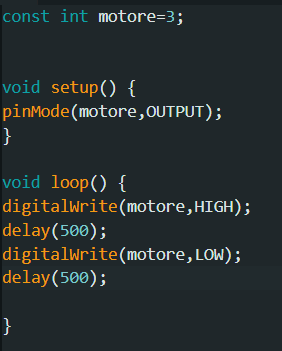 const int motore=3;
void setup() {
pinMode(motore,OUTPUT);
}
void loop() {
digitalWrite(motore,HIGH);
delay(500);
digitalWrite(motore,LOW);
delay(500);
}